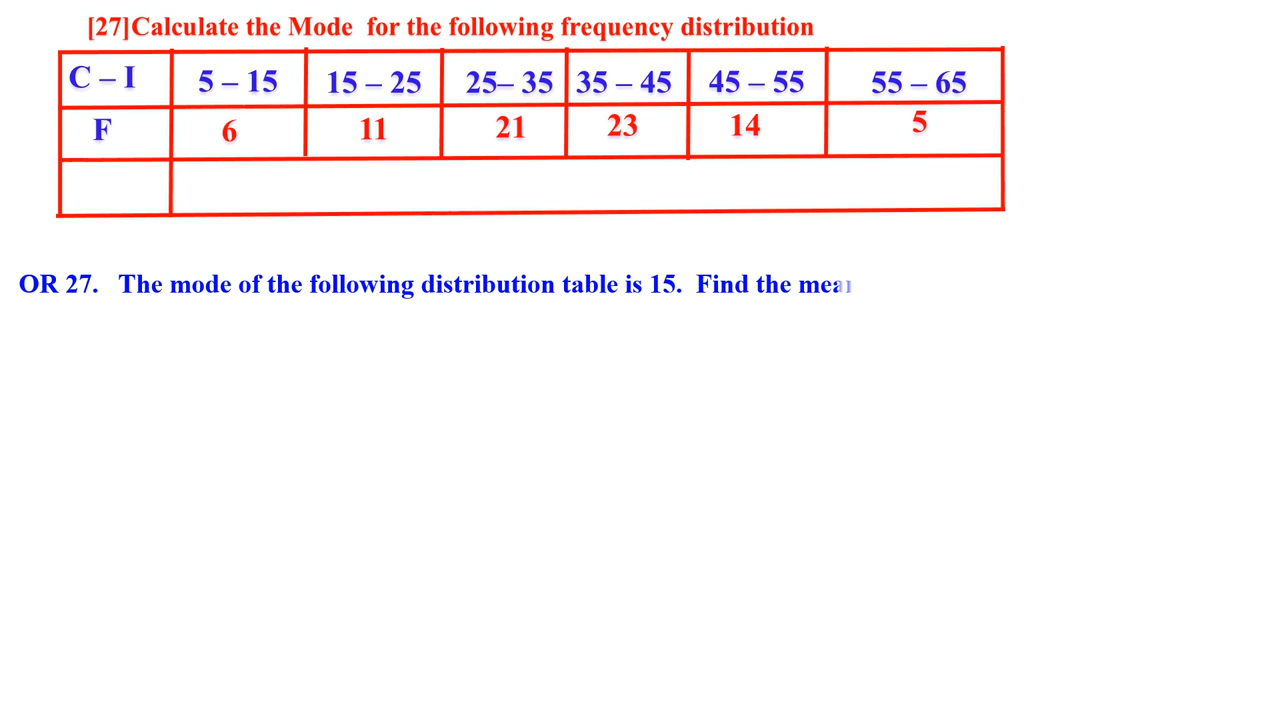 [27]Calculate the Mode for the following frequency distribution
C – I 5 – 15 15 – 25 25– 35 35 – 45 45 – 55 55 – 65
F 6 11 21 23 14 5
OR 27. The mode of the following distribution table is 15. Find the